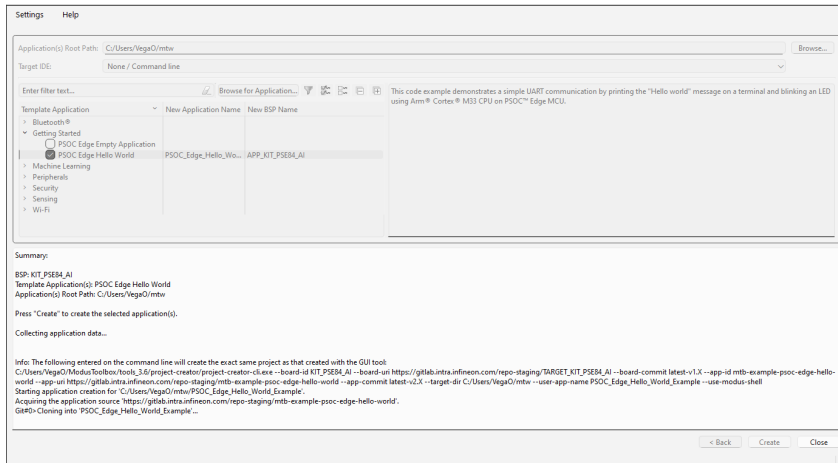 Settings Help
Application(s) Root Path: C:/Users/VegaO/mtw Browse...
Target IDE: None / Command line
Enter filter text... Browse for Application...
Template Application New Application Name New BSP Name
Bluetooth®
Getting Started
PSOC Edge Empty Application
PSOC Edge Hello World PSOC_Edge_Hello_Wo... APP_KIT_PSE84_AI
Machine Learning
Peripherals
Security
Sensing
Wi-Fi
This code example demonstrates a simple UART communication by printing the "Hello world" message on a terminal and blinking an LED
using Arm® Cortex® M33 CPU on PSOC™ Edge MCU.
Summary:
BSP: KIT_PSE84_AI
Template Application(s): PSOC Edge Hello World
Application(s) Root Path: C:/Users/VegaO/mtw
Press "Create" to create the selected application(s).
Collecting application data...
Info: The following entered on the command line will create the exact same project as that created with the GUI tool:
C:/Users/VegaO/ModusToolbox/tools_3.6/project-creator/project-creator-cli.exe --board-id KIT_PSE84_AI --board-uri https://gitlab.intra.infineon.com/repo-staging/TARGET_KIT_PSE84_AI --board-commit latest-v1.X --app-id mtb-example-psoc-edge-hello-
world --app-uri https://gitlab.intra.infineon.com/repo-staging/mtb-example-psoc-edge-hello-world --app-commit latest-v2.X --target-dir C:/Users/VegaO/mtw --user-app-name PSOC_Edge_Hello_World_Example --use-modus-shell
Starting application creation for 'C:/Users/VegaO/mtw/PSOC_Edge_Hello_World_Example'.
Acquiring the application source 'https://gitlab.intra.infineon.com/repo-staging/mtb-example-psoc-edge-hello-world'.
Git#0>Cloning into 'PSOC_Edge_Hello_World_Example'...
< Back Create Close